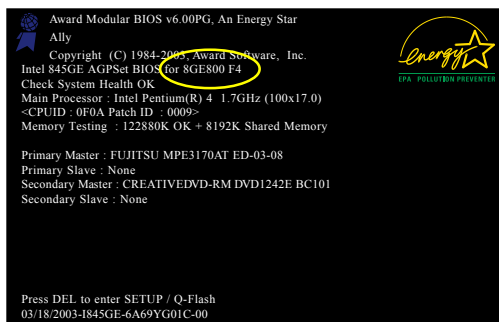 Award Modular BIOS v6.00PG, An Energy Star
Ally
Copyright (C) 1984-2003, Award Software, Inc.
Intel 845GE AGPSet BIOS for 8GE800 F4
Check System Health OK
Main Processor : Intel Pentium(R) 4 1.7GHz (100x17.0)
<CPUID : 0F0A Patch ID : 0009>
Memory Testing : 122880K OK + 8192K Shared Memory
Primary Master : FUJITSU MPE3170AT ED-03-08
Primary Slave : None
Secondary Master : CREATIVEDVD-RM DVD1242E BC101
Secondary Slave : None
Press DEL to enter SETUP / Q-Flash
03/18/2003-I845GE-6A69YG01C-00
energy
EPA POLLUTION PREVENTER